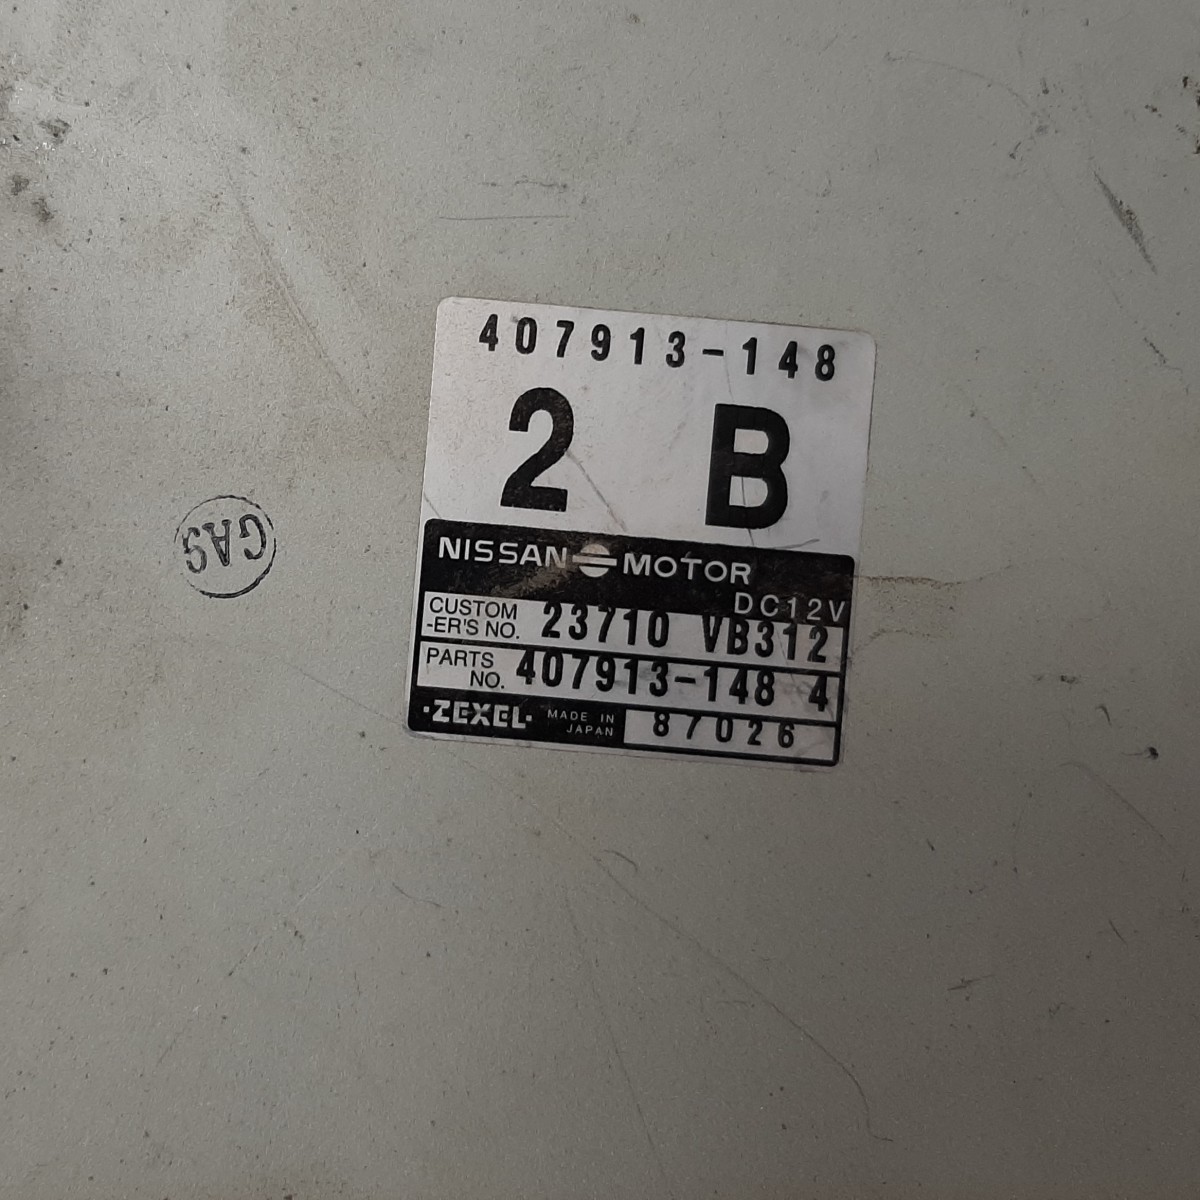 407913-148
2 B
NISSAN MOTOR
DC12V
CUSTOM
-ER'S NO. 23710 VB312
PARTS
NO. 407913-148 4
·ZEXEL· MADE IN
JAPAN 87026
GA9